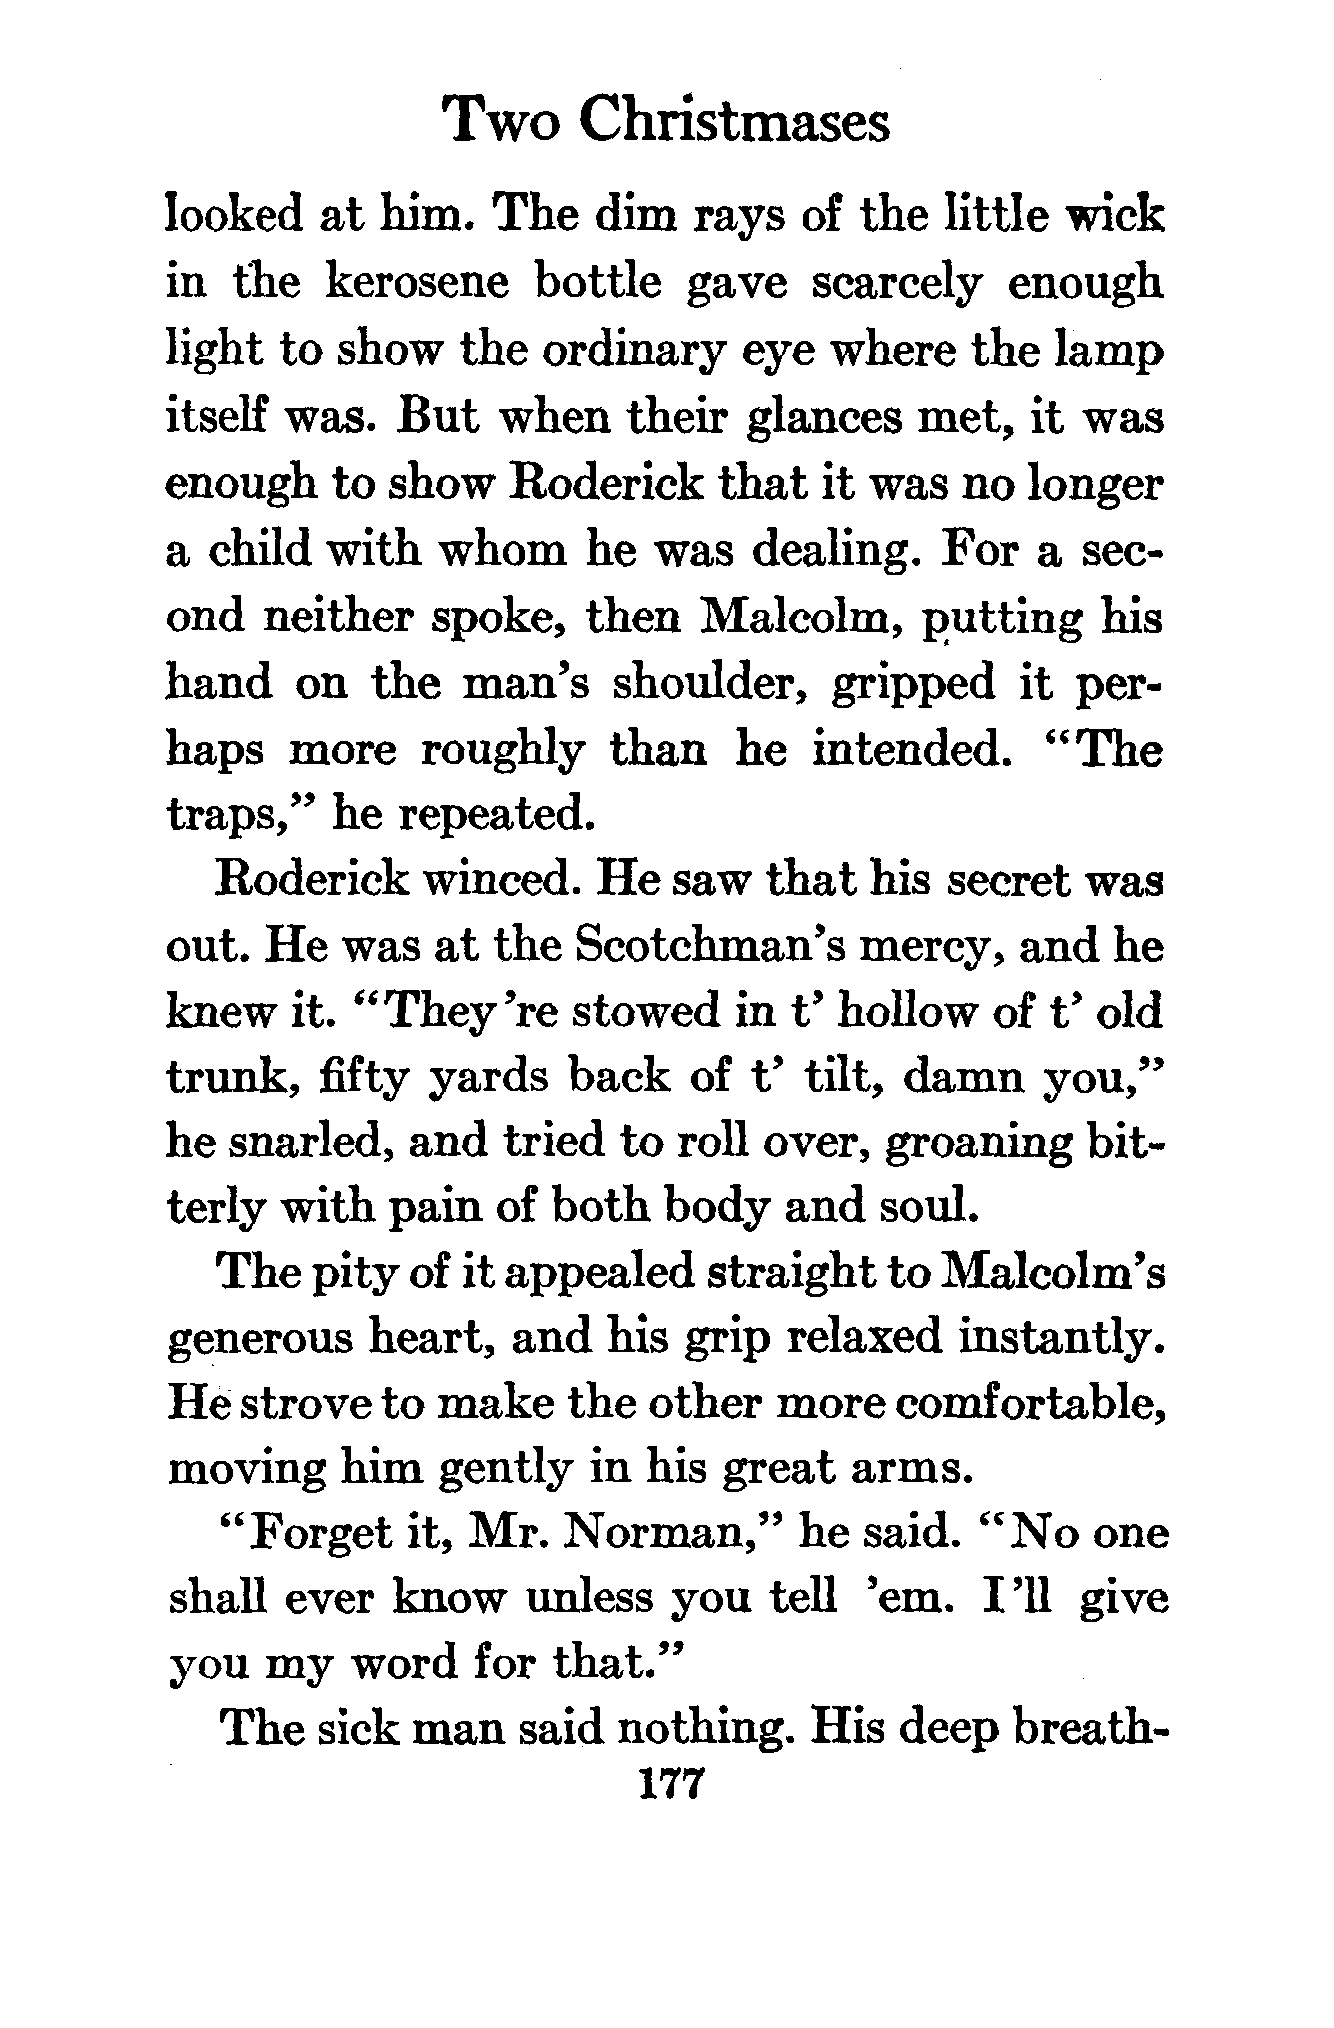 Two Christmases
looked at him. The dim rays of the little wick
in the kerosene bottle gave scarcely enough
light to show the ordinary eye where the lamp
itself was. But when their glances met, it was
enough to show Roderick that it was no longer
a child with whom he was dealing. For a sec-
ond neither spoke, then Malcolm, putting his
hand on the man's shoulder, gripped it per-
haps more roughly than he intended. "The
traps," he repeated.
Roderick winced. He saw that his secret was
out. He was at the Scotchman's mercy, and he
knew it. "They're stowed in t' hollow of t' old
trunk, fifty yards back of t' tilt, damn you,"
he snarled, and tried to roll over, groaning bit-
terly with pain of both body and soul.
The pity of it appealed straight to Malcolm's
generous heart, and his grip relaxed instantly.
He strove to make the other more comfortable,
moving him gently in his great arms.
"Forget it, Mr. Norman," he said. "No one
shall ever know unless you tell 'em. I'll give
you my word for that."
The sick man said nothing. His deep breath-
177